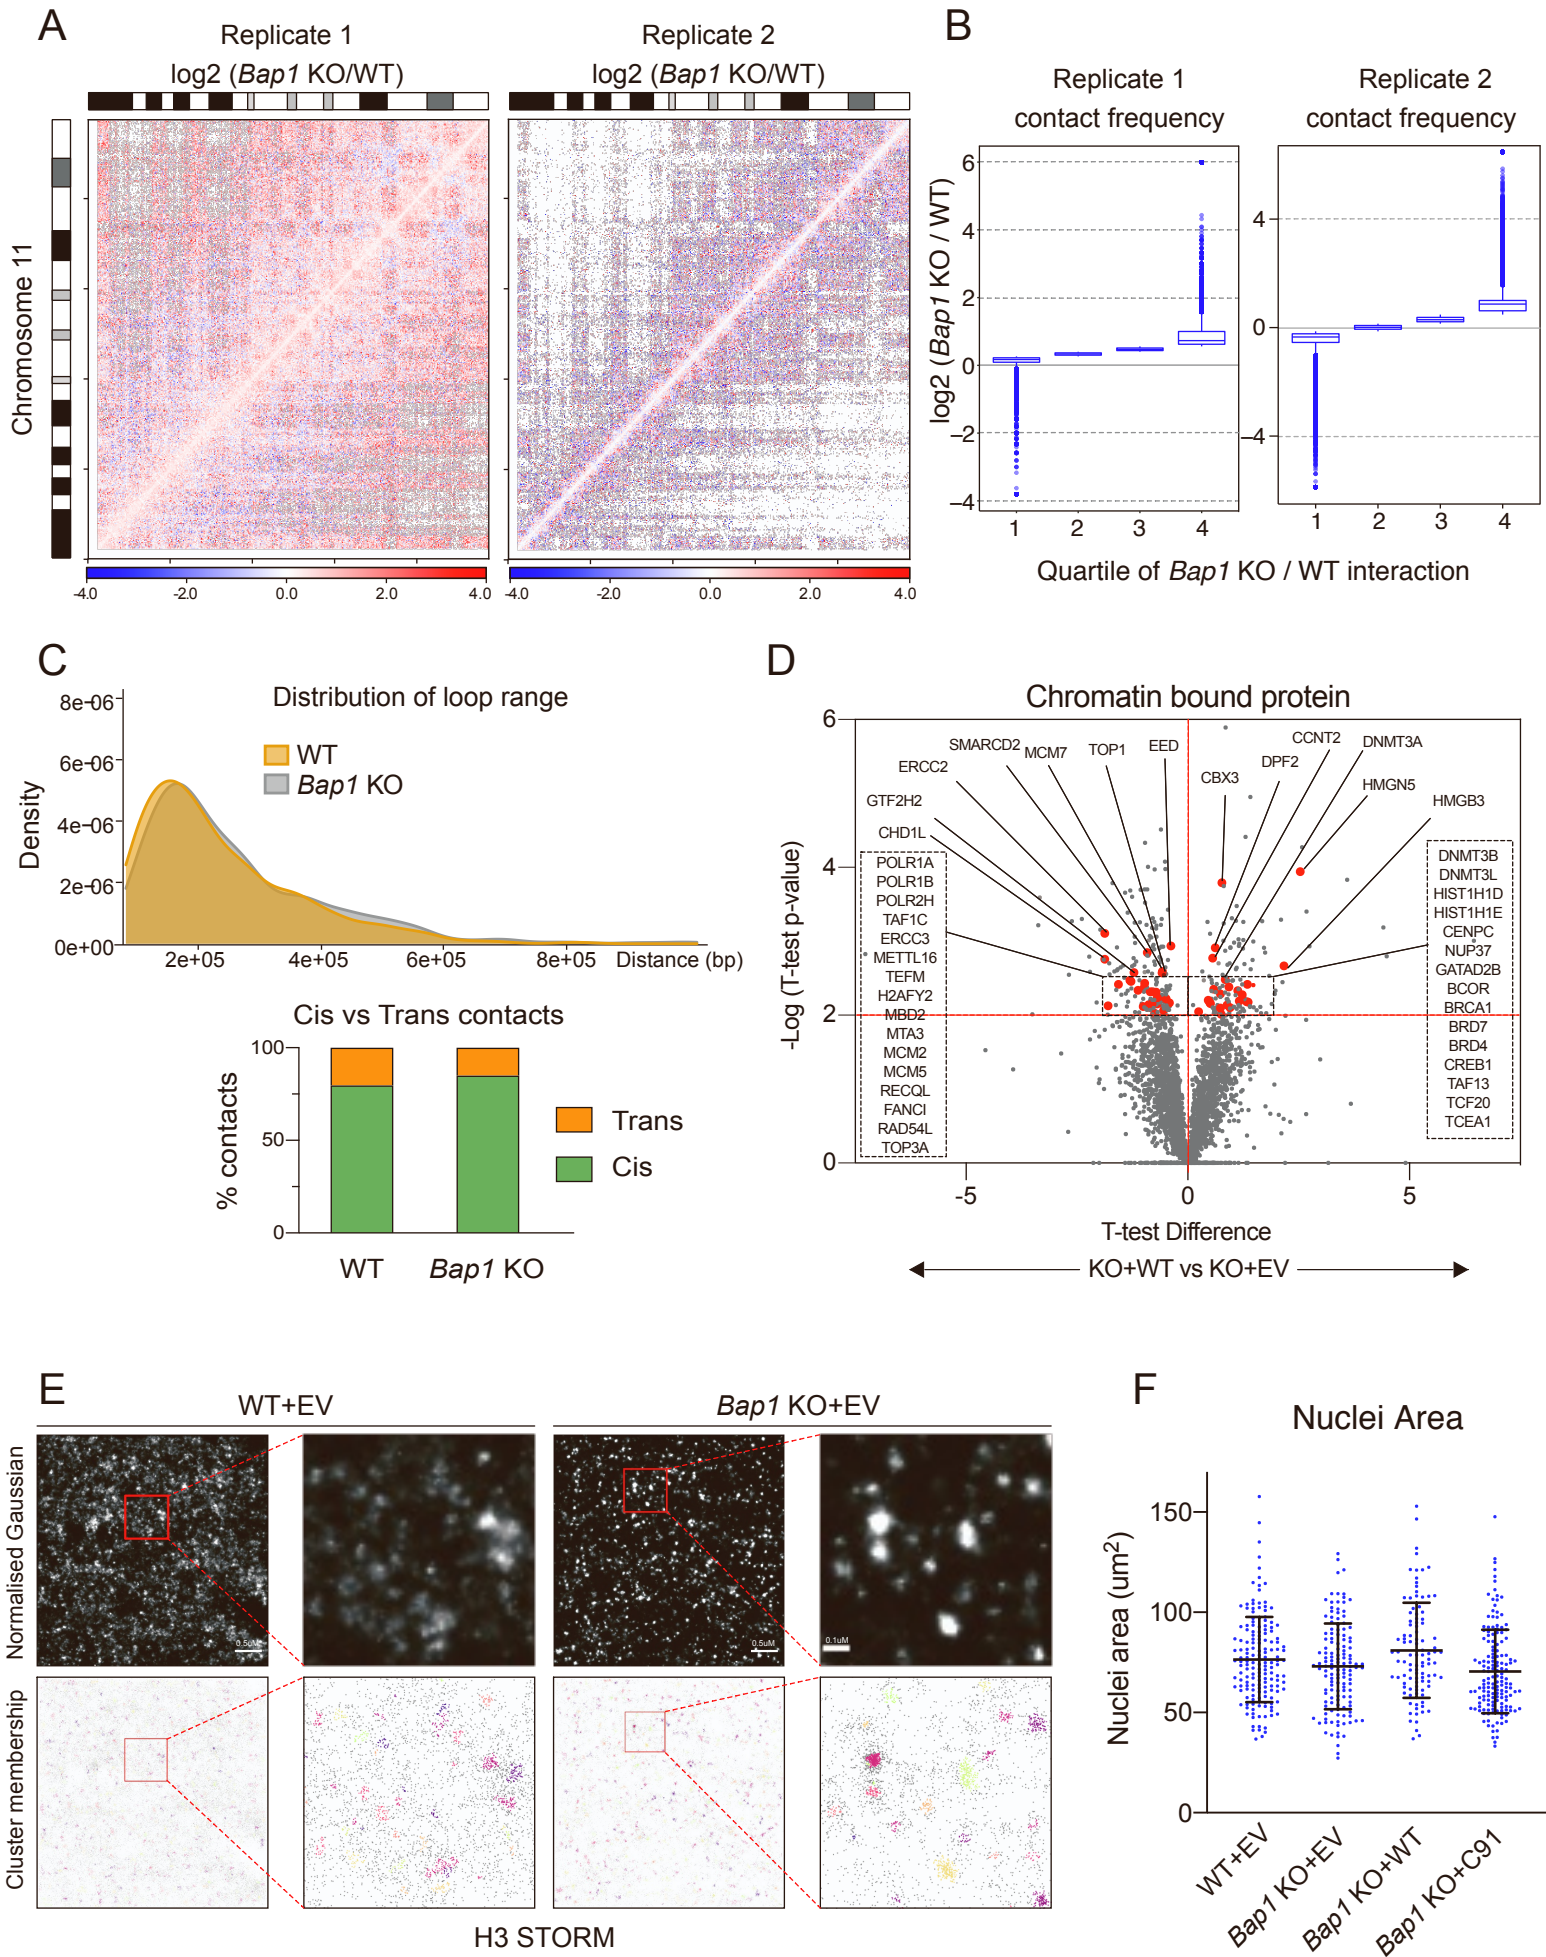 A
Replicate 1
log2 (Bap1 KO/WT)
Replicate 2
log2 (Bap1 KO/WT)
Chromosome 11
-4.0
-2.0
0.0
2.0
4.0
-4.0
-2.0
0.0
2.0
4.0
B
Replicate 1
contact frequency
Replicate 2
contact frequency
log2 (Bap1 KO / WT)
6
4
2
0
−2
−4
1
2
3
4
4
0
−4
1
2
3
4
Quartile of Bap1 KO / WT interaction
C
Distribution of loop range
WT
Bap1 KO
Density
8e-06
6e-06
4e-06
2e-06
0e+00
2e+05
4e+05
6e+05
8e+05
Distance (bp)
Cis vs Trans contacts
% contacts
100
50
0
WT
Bap1 KO
Trans
Cis
D
Chromatin bound protein
-Log (T-test p-value)
6
4
2
0
-5
0
5
T-test Difference
KO+WT vs KO+EV
SMARCD2
MCM7
TOP1
EED
ERCC2
GTF2H2
CHD1L
CCNT2
DNMT3A
DPF2
CBX3
HMGN5
HMGB3
POLR1A
POLR1B
POLR2H
TAF1C
ERCC3
METTL16
TEFM
H2AFY2
MBD2
MTA3
MCM2
MCM5
RECQL
FANCI
RAD54L
TOP3A
DNMT3B
DNMT3L
HIST1H1D
HIST1H1E
CENPC
NUP37
GATAD2B
BCOR
BRCA1
BRD7
BRD4
CREB1
TAF13
TCF20
TCEA1
E
WT+EV
Bap1 KO+EV
Normalised Gaussian
0.5uM
0.5uM
0.1uM
Cluster membership
H3 STORM
F
Nuclei Area
Nuclei area (um2)
150
100
50
0
WT+EV
Bap1 KO+EV
Bap1 KO+WT
Bap1 KO+C91